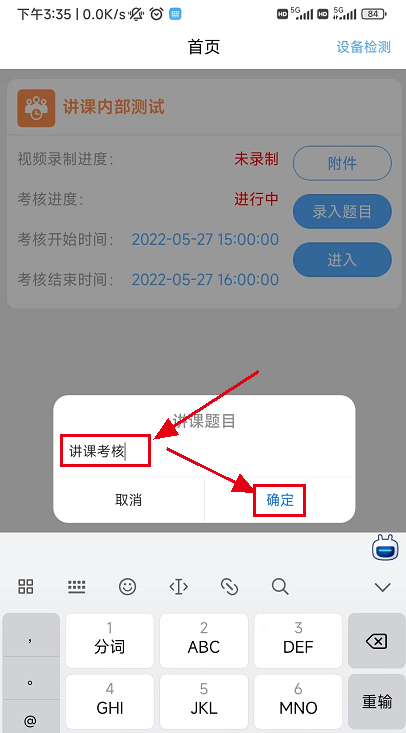 下午3:35 | 0.0K/s HD 5G HD 5G 84
首页 设备检测
讲课内部测试
视频录制进度： 未录制 附件
考核进度： 进行中 录入题目
考核开始时间： 2022-05-27 15:00:00
考核结束时间： 2022-05-27 16:00:00 进入
讲课题目
讲课考核
取消 确定
， 1 2 3
分词 ABC DEF
。 4 5 6
GHI JKL MNO 重输
@